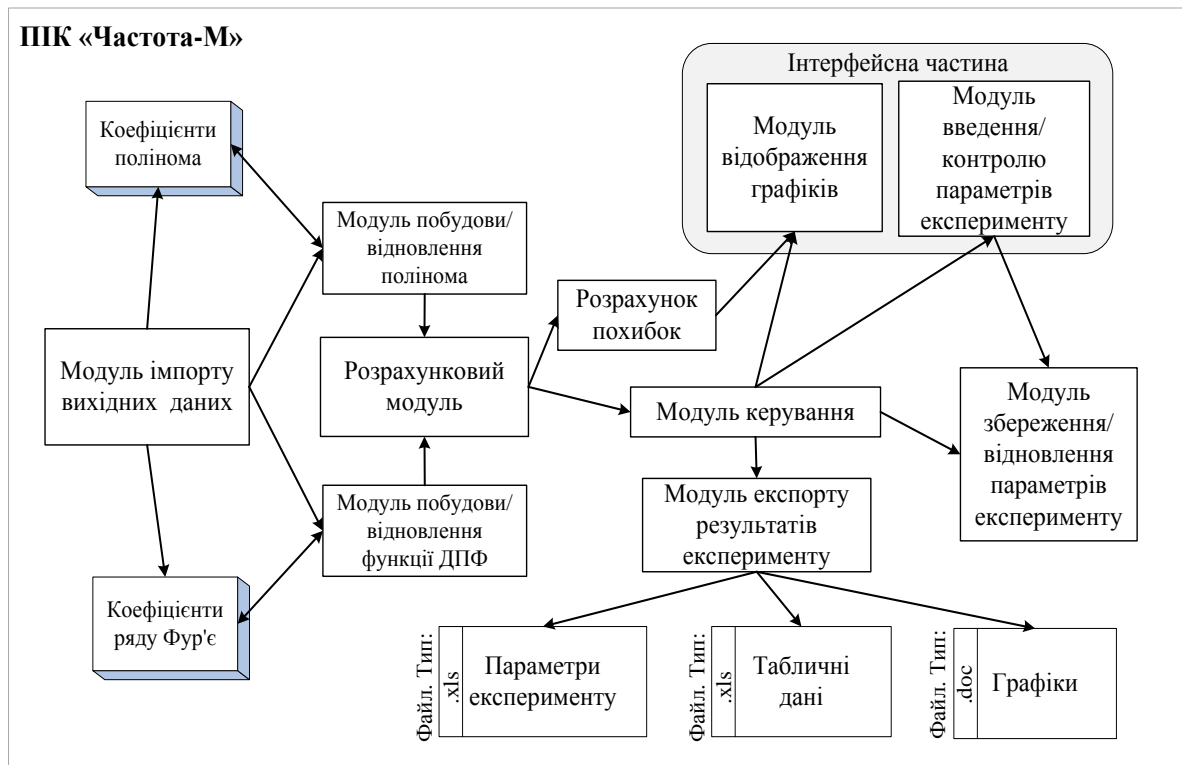 ПІК «Частота-М»
Інтерфейсна частина
Коефіцієнти
полінома
Модуль
відображення
графіків
Модуль
введення/
контролю
параметрів
експерименту
Модуль побудови/
відновлення
полінома
Розрахунок
похибок
Модуль імпорту
вихідних даних
Розрахунковий
модуль
Модуль керування
Модуль
збереження/
відновлення
параметрів
експерименту
Модуль побудови/
відновлення
функції ДПФ
Модуль експорту
результатів
експерименту
Коефіцієнти
ряду Фур'є
Файл. Тип:
.xls
Параметри
експерименту
Файл. Тип:
.xls
Табличні
дані
Файл. Тип:
.doc
Графіки